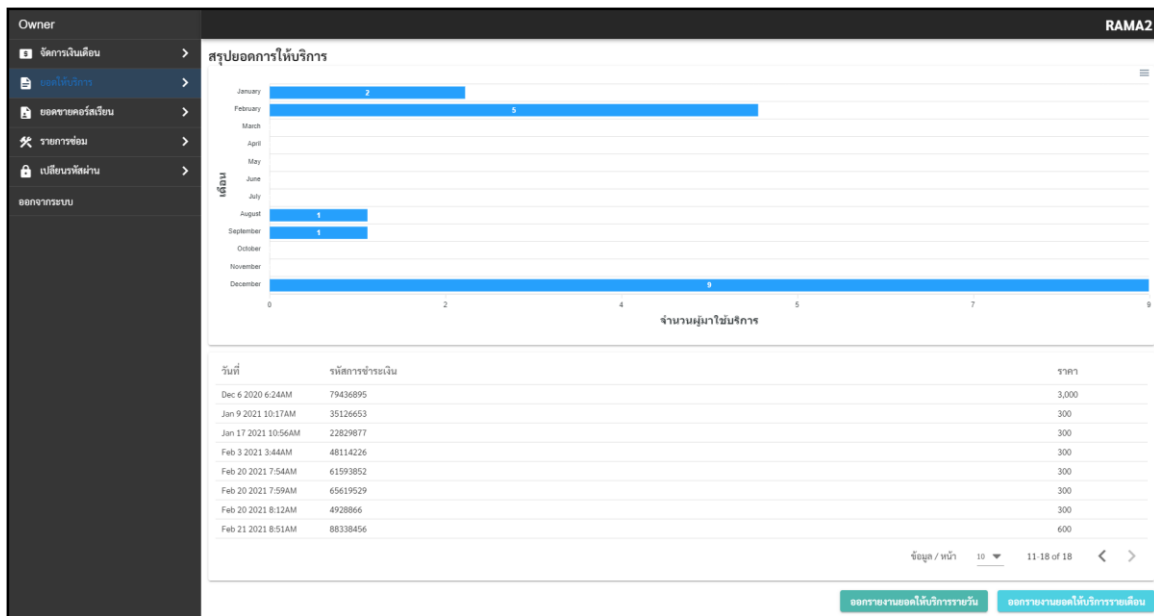 Owner
RAMA2
จัดการเงินเดือน
ยอดให้บริการ
ยอดขายคอร์สเรียน
รายการซ่อม
เปลี่ยนรหัสผ่าน
ออกจากระบบ
สรุปยอดการให้บริการ
เดือน
January 2
February 5
March
April
May
June
July
August 1
September 1
October
November
December 9
0 2 4 5 7 9
จำนวนผู้มาใช้บริการ
วันที่ รหัสการชำระเงิน ราคา
Dec 6 2020 6:24AM 79436895 3,000
Jan 9 2021 10:17AM 35126653 300
Jan 17 2021 10:56AM 22829877 300
Feb 3 2021 3:44AM 48114226 300
Feb 20 2021 7:54AM 61593852 300
Feb 20 2021 7:59AM 65619529 300
Feb 20 2021 8:12AM 4928866 300
Feb 21 2021 8:51AM 88338456 600
ข้อมูล / หน้า 10 11-18 of 18
ออกรายงานยอดให้บริการรายวัน ออกรายงานยอดให้บริการรายเดือน